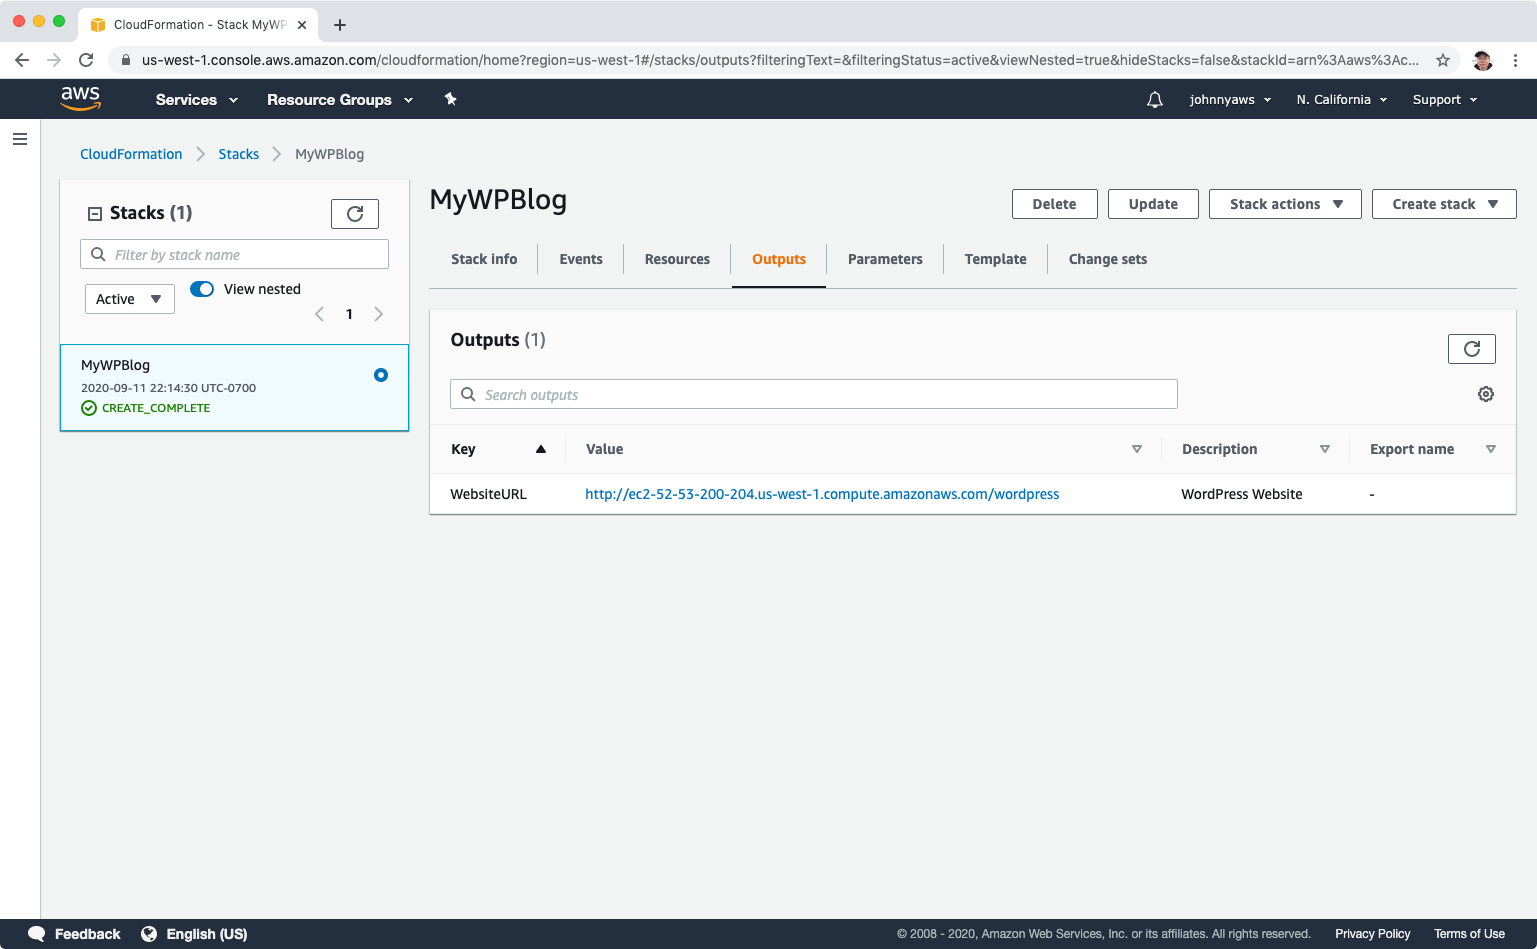 CloudFormation - Stack MyWP
us-west-1.console.aws.amazon.com/cloudformation/home?region=us-west-1#/stacks/outputs?filteringText=&filteringStatus=active&viewNested=true&hideStacks=false&stackId=arn%3Aaws%3Ac...
aws Services Resource Groups johnnyaws N. California Support
CloudFormation Stacks MyWPBlog
Stacks (1)
Filter by stack name
Active View nested
1
MyWPBlog
2020-09-11 22:14:30 UTC-0700
CREATE_COMPLETE
MyWPBlog
Delete Update Stack actions Create stack
Stack info Events Resources Outputs Parameters Template Change sets
Outputs (1)
Search outputs
Key Value Description Export name
WebsiteURL http://ec2-52-53-200-204.us-west-1.compute.amazonaws.com/wordpress WordPress Website -
Feedback English (US) © 2008 - 2020, Amazon Web Services, Inc. or its affiliates. All rights reserved. Privacy Policy Terms of Use